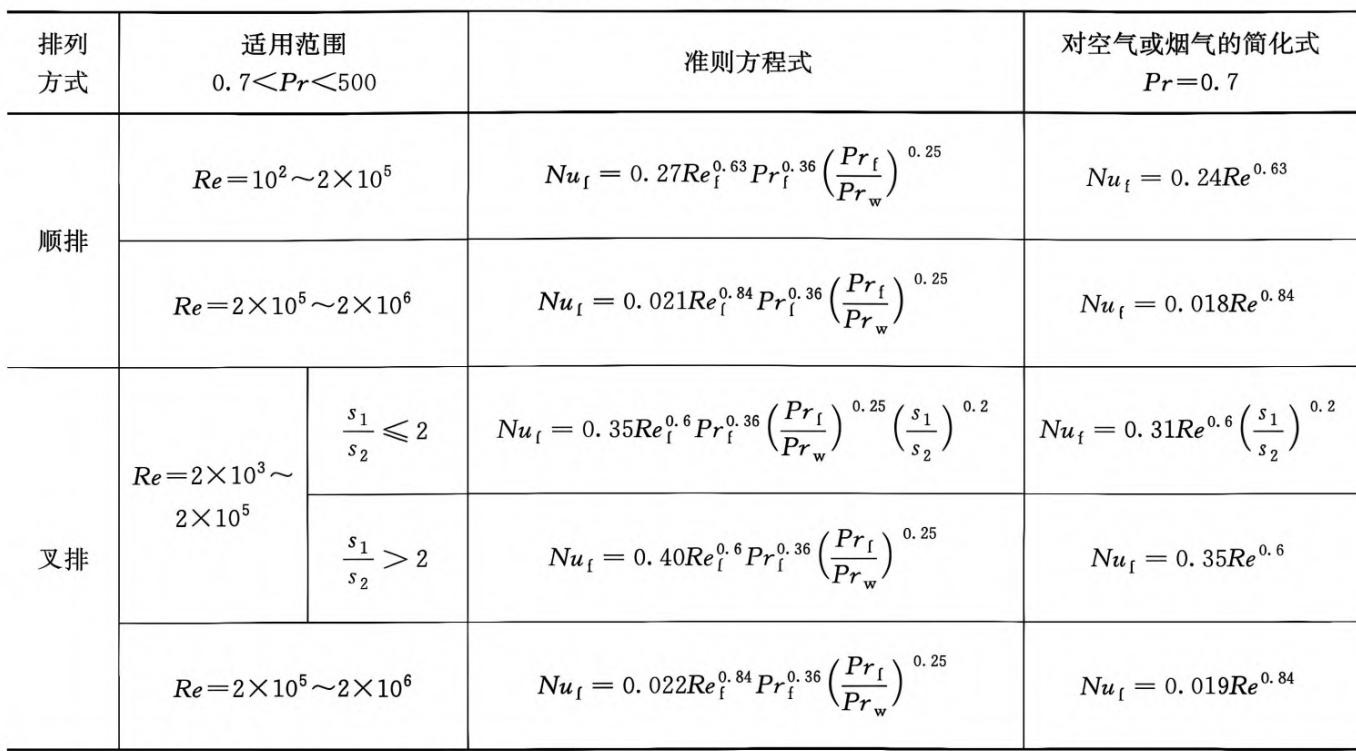 排列方式 适用范围 0.7<Pr<500 准则方程式 对空气或烟气的简化式 Pr=0.7
顺排
Re=10²～2×10⁵ Nu_f = 0.27Re_f^{0.63} Pr_f^{0.36} (Pr_f/Pr_w)^{0.25} Nu_f = 0.24Re^{0.63}
Re=2×10⁵～2×10⁶ Nu_f = 0.021Re_f^{0.84} Pr_f^{0.36} (Pr_f/Pr_w)^{0.25} Nu_f = 0.018Re^{0.84}
叉排
Re=2×10³～2×10⁵
s₁/s₂ ⩽ 2 Nu_f = 0.35Re_f^{0.6} Pr_f^{0.36} (Pr_f/Pr_w)^{0.25} (s₁/s₂)^{0.2} Nu_f = 0.31Re^{0.6} (s₁/s₂)^{0.2}
s₁/s₂ > 2 Nu_f = 0.40Re_f^{0.6} Pr_f^{0.36} (Pr_f/Pr_w)^{0.25} Nu_f = 0.35Re^{0.6}
Re=2×10⁵～2×10⁶ Nu_f = 0.022Re_f^{0.84} Pr_f^{0.36} (Pr_f/Pr_w)^{0.25} Nu_f = 0.019Re^{0.84}